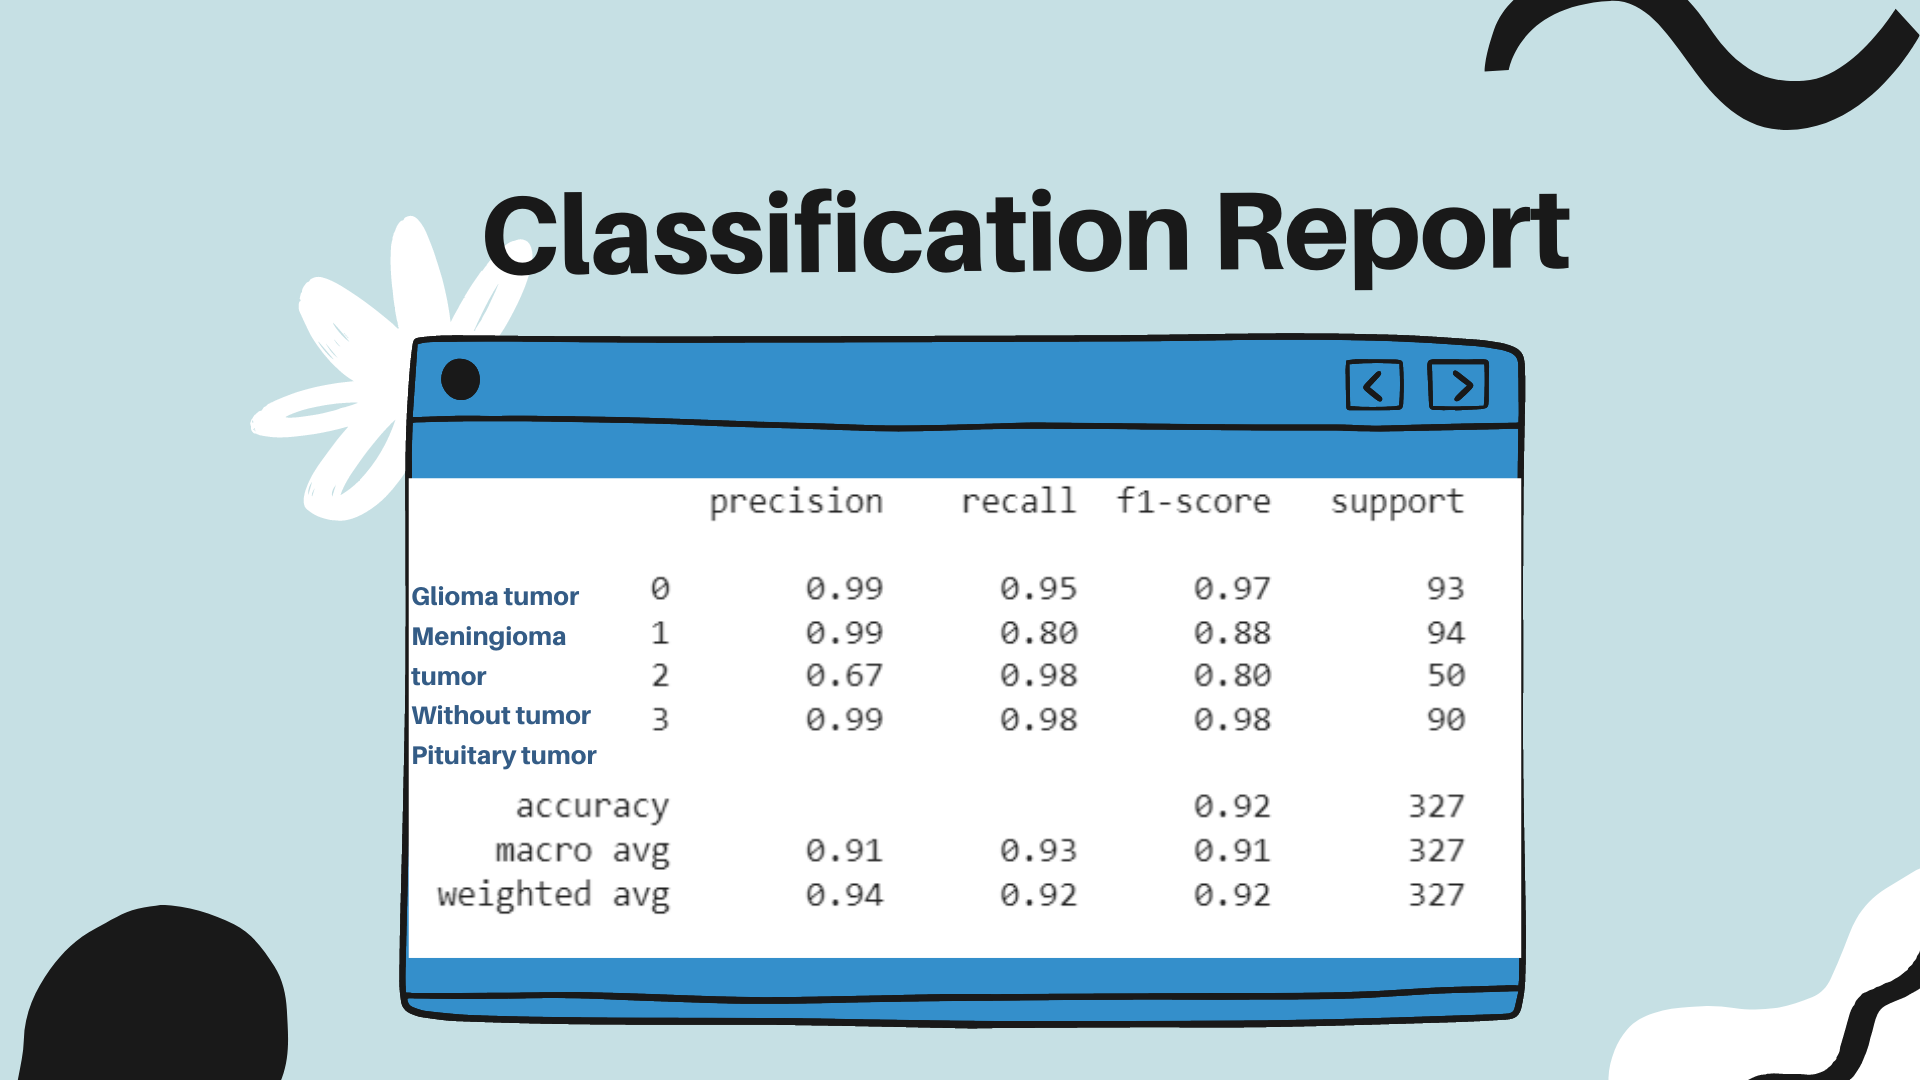 Classification Report
precision recall f1-score support
Glioma tumor 0 0.99 0.95 0.97 93
Meningioma 1 0.99 0.80 0.88 94
tumor 2 0.67 0.98 0.80 50
Without tumor 3 0.99 0.98 0.98 90
Pituitary tumor
accuracy 0.92 327
macro avg 0.91 0.93 0.91 327
weighted avg 0.94 0.92 0.92 327